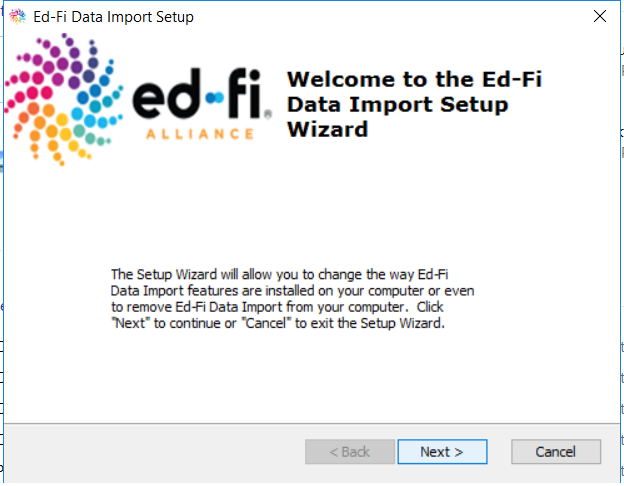 Ed-Fi Data Import Setup
ed-fi®
ALLIANCE
Welcome to the Ed-Fi
Data Import Setup
Wizard
The Setup Wizard will allow you to change the way Ed-Fi
Data Import features are installed on your computer or even
to remove Ed-Fi Data Import from your computer.  Click
"Next" to continue or "Cancel" to exit the Setup Wizard.
< Back
Next >
Cancel